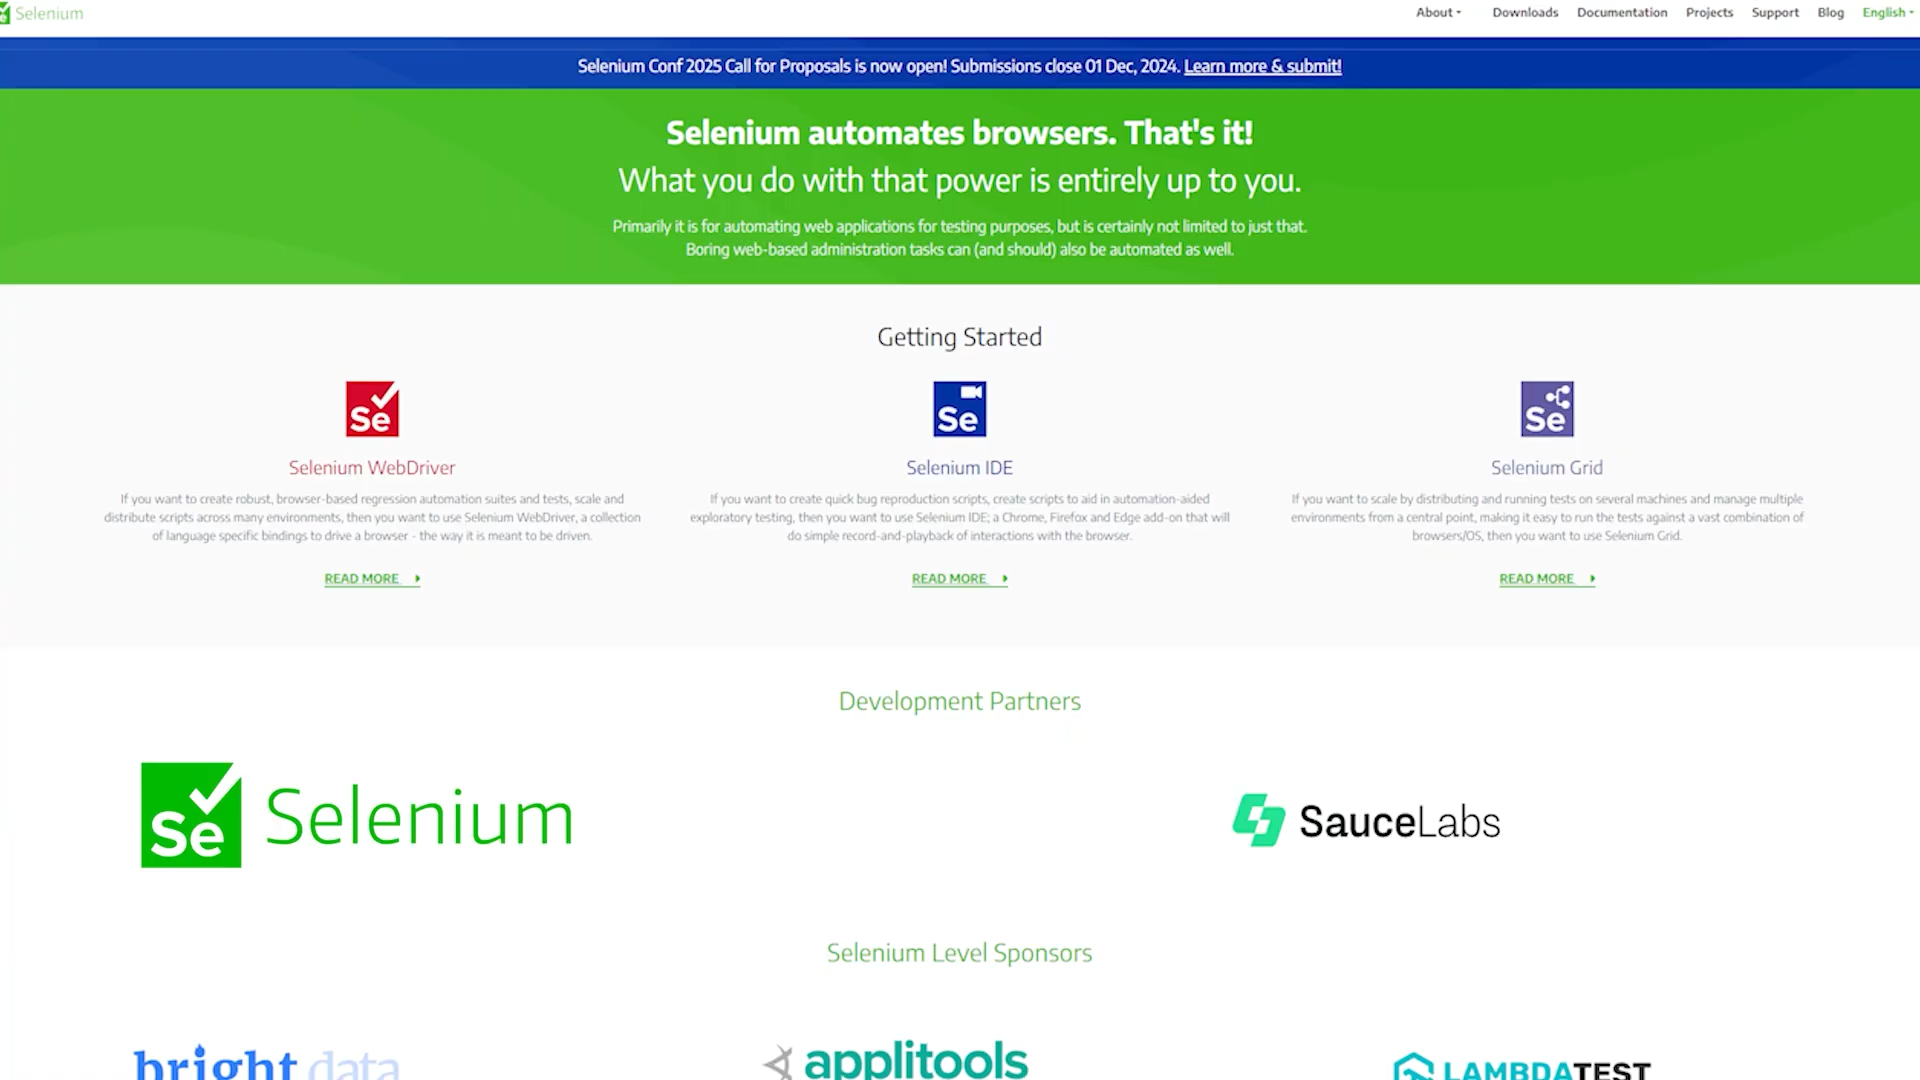 Selenium
About
Downloads
Documentation
Projects
Support
Blog
English
Selenium Conf 2025 Call for Proposals is now open! Submissions close 01 Dec, 2024. Learn more & submit!
Selenium automates browsers. That's it!
What you do with that power is entirely up to you.
Primarily it is for automating web applications for testing purposes, but is certainly not limited to just that.
Boring web-based administration tasks can (and should) also be automated as well.
Getting Started
Se
Selenium WebDriver
If you want to create robust, browser-based regression automation suites and tests, scale and
distribute scripts across many environments, then you want to use Selenium WebDriver, a collection
of language specific bindings to drive a browser - the way it is meant to be driven.
READ MORE
Se
Selenium IDE
If you want to create quick bug reproduction scripts, create scripts to aid in automation-aided
exploratory testing, then you want to use Selenium IDE; a Chrome, Firefox and Edge add-on that will
do simple record-and-playback of interactions with the browser.
READ MORE
Se
Selenium Grid
If you want to scale by distributing and running tests on several machines and manage multiple
environments from a central point, making it easy to run the tests against a vast combination of
browsers/OS, then you want to use Selenium Grid.
READ MORE
Development Partners
Se Selenium
SauceLabs
Selenium Level Sponsors
bright data
applitools
LAMBDATEST